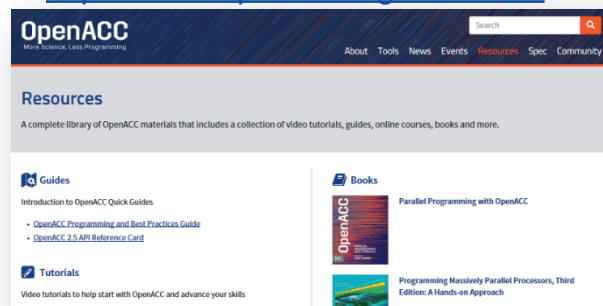 OpenACC
More Science, Less Programming
Search
About Tools News Events Resources Spec Community
Resources
A complete library of OpenACC materials that includes a collection of video tutorials, guides, online courses, books and more.
Guides
Introduction to OpenACC Quick Guides
• OpenACC Programming and Best Practices Guide
• OpenACC 2.5 API Reference Card
Tutorials
Video tutorials to help start with OpenACC and advance your skills
Books
OpenACC
Parallel Programming with OpenACC
Programming Massively Parallel Processors, Third
Edition: A Hands-on Approach